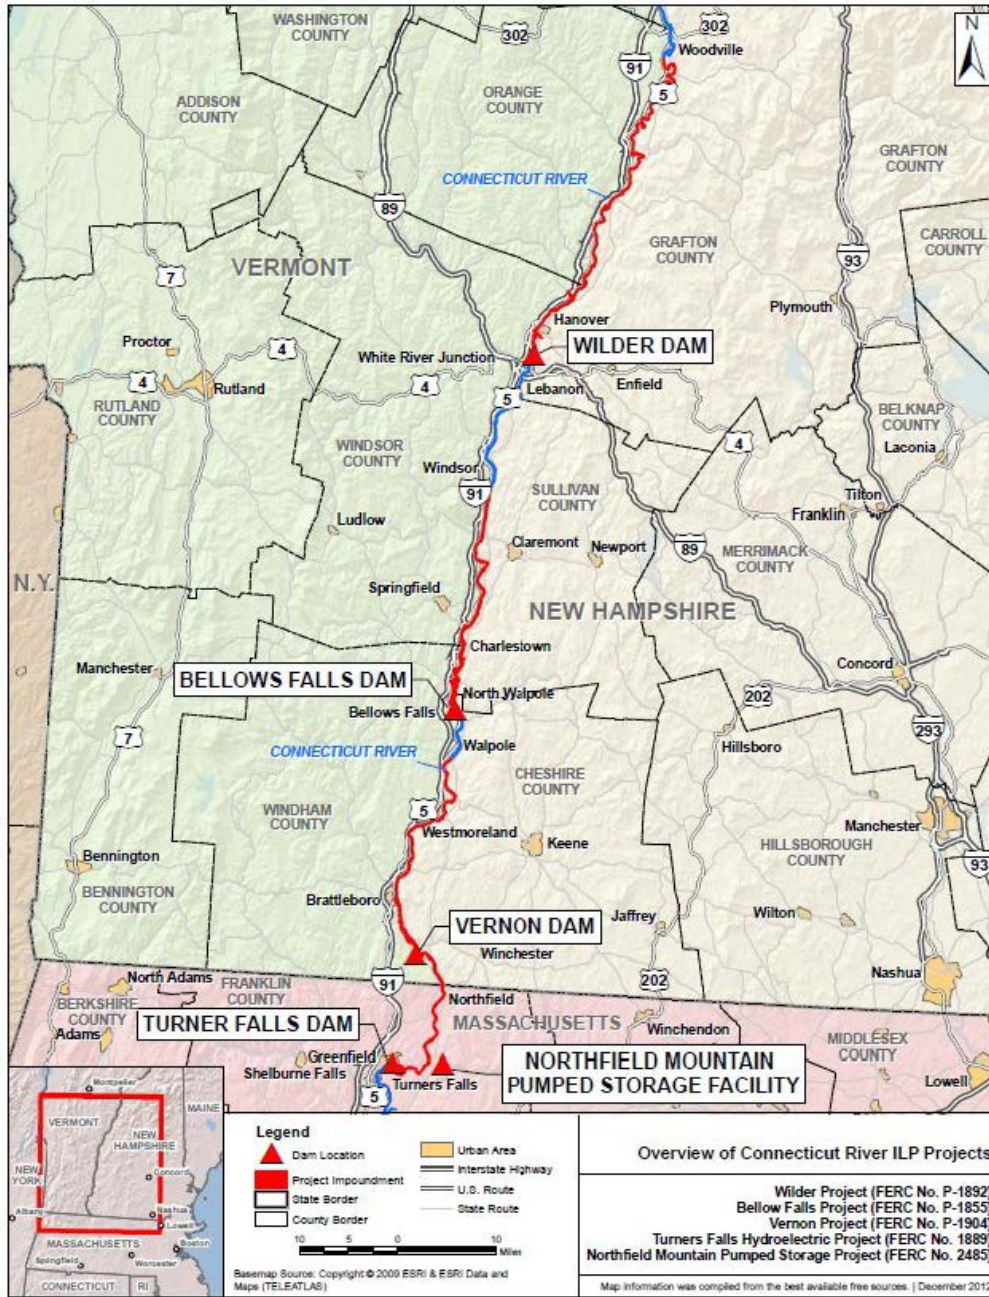 WASHINGTON
COUNTY
302
302
Woodville
N
91
5
ADDISON
COUNTY
ORANGE
COUNTY
GRAFTON
COUNTY
CONNECTICUT RIVER
89
GRAFTON
COUNTY
CARROLL
COUNTY
93
VERMONT
7
Plymouth
Hanover
WILDER DAM
Proctor
4
White River Junction
4
Rutland
4
Lebanon
Enfield
5
RUTLAND
COUNTY
BELKNAP
COUNTY
Laconia
4
WINDSOR
COUNTY
Windsor
91
SULLIVAN
COUNTY
Tilton
Franklin
Ludlow
Claremont
Newport
89
MERRIMACK
COUNTY
N.Y.
Springfield
NEW HAMPSHIRE
Charlestown
Manchester
BELLOWS FALLS DAM
North Walpole
Concord
202
Bellows Falls
7
Walpole
Hillsboro
293
CONNECTICUT RIVER
CHESHIRE
COUNTY
WINDHAM
COUNTY
5
Westmoreland
Keene
Manchester
HILLSBOROUGH
COUNTY
93
Bennington
BENNINGTON
COUNTY
Brattleboro
VERNON DAM
Jaffrey
Wilton
Winchester
Nashua
North Adams
FRANKLIN
COUNTY
91
202
BERKSHIRE
COUNTY
Northfield
MASSACHUSETTS
Winchendon
Adams
TURNER FALLS DAM
MIDDLESEX
COUNTY
Greenfield
Shelburne Falls
Turners Falls
NORTHFIELD MOUNTAIN
PUMPED STORAGE FACILITY
Lowell
5
Montpelier
VERMONT
MAINE
NEW
HAMPSHIRE
NEW
YORK
Concord
Albany
Nashua
Lowell
MASSACHUSETTS
Boston
Springfield
Worcester
CONNECTICUT
RI
Legend
Dam Location
Project Impoundment
State Border
County Border
Urban Area
Interstate Highway
U.S. Route
State Route
10 5 0 10
Miles
Basemap Source: Copyright © 2009 ESRI & ESRI Data and
Maps (TELEATLAS)
Overview of Connecticut River ILP Projects
Wilder Project (FERC No. P-1892)
Bellow Falls Project (FERC No. P-1855)
Vernon Project (FERC No. P-1904)
Turners Falls Hydroelectric Project (FERC No. 1889)
Northfield Mountain Pumped Storage Project (FERC No. 2485)
Map information was compiled from the best available free sources. | December 2012